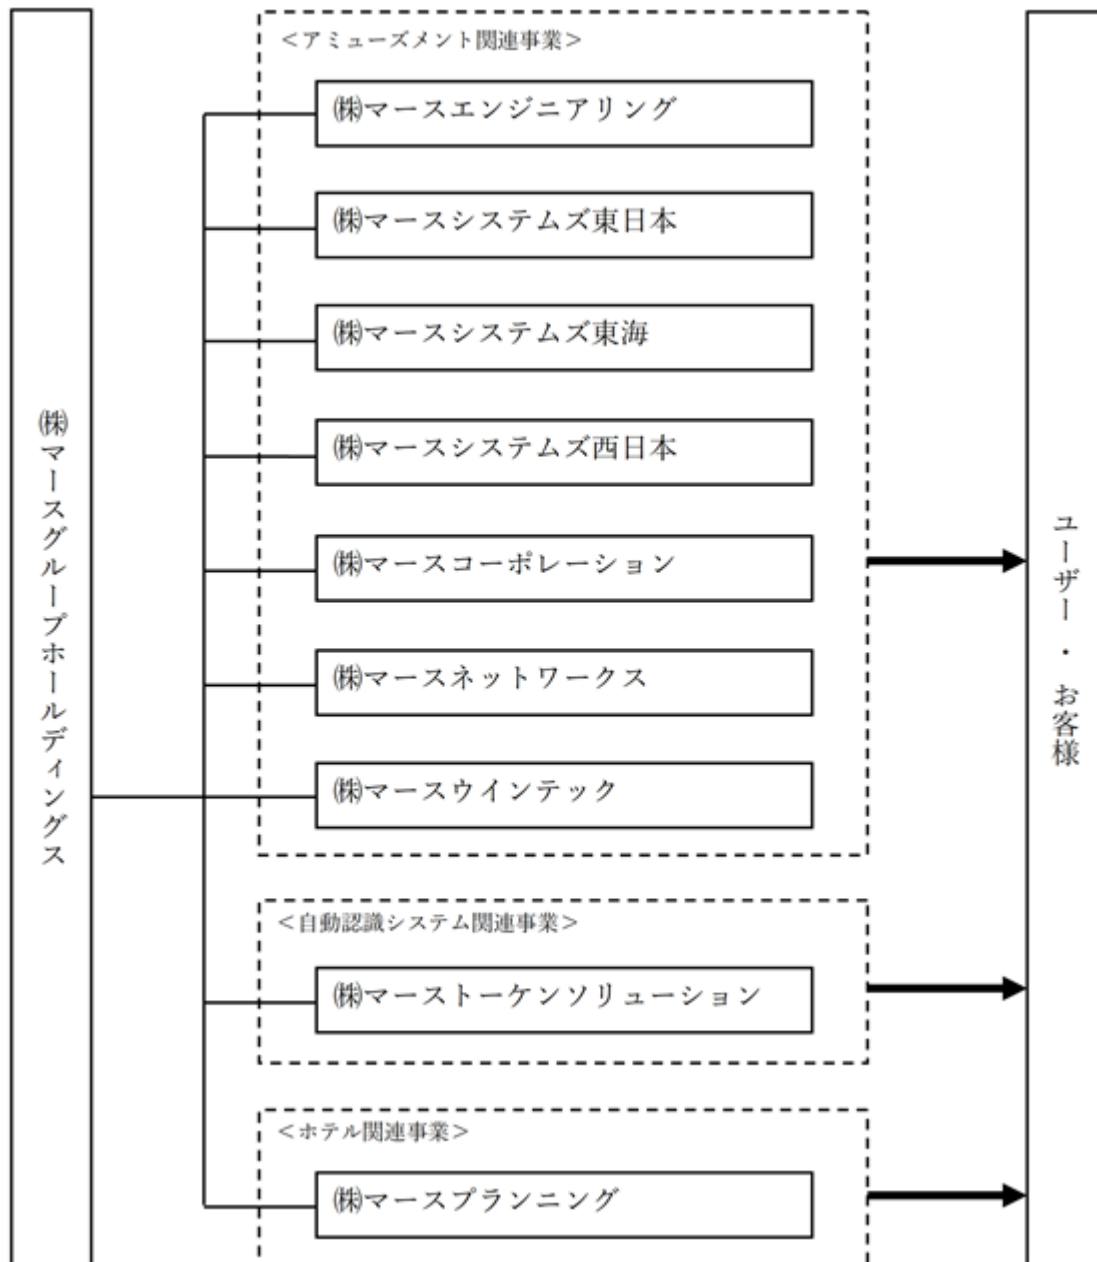 ㈱マースグループホールディングス
＜アミューズメント関連事業＞
㈱マースエンジニアリング
㈱マースシステムズ東日本
㈱マースシステムズ東海
㈱マースシステムズ西日本
㈱マースコーポレーション
㈱マースネットワークス
㈱マースウインテック
＜自動認識システム関連事業＞
㈱マーストーケンソリューション
＜ホテル関連事業＞
㈱マースプランニング
ユーザー・お客様